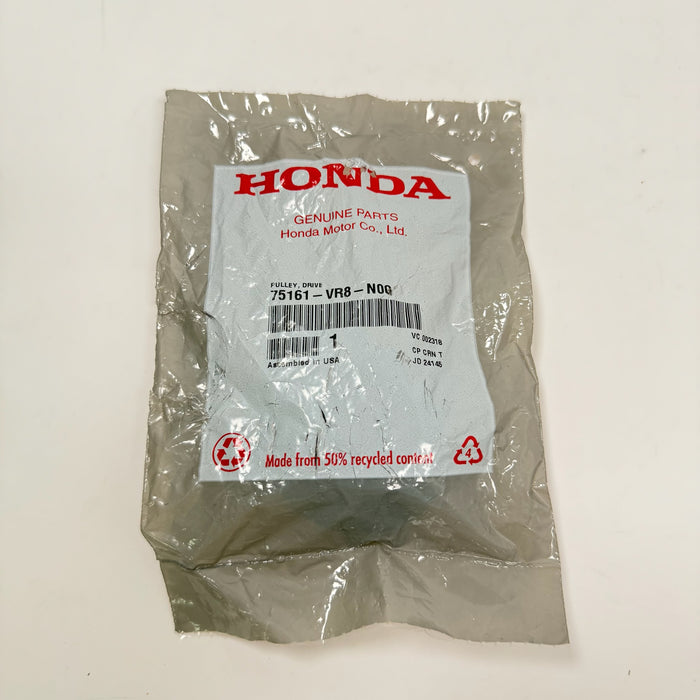 HONDA
GENUINE PARTS
Honda Motor Co., Ltd.
PULLEY, DRIVE
75161-VR8-N0
VC 002318
1
CP CRN T
Assembled in USA
JD 24145
Made from 50% recycled content
4